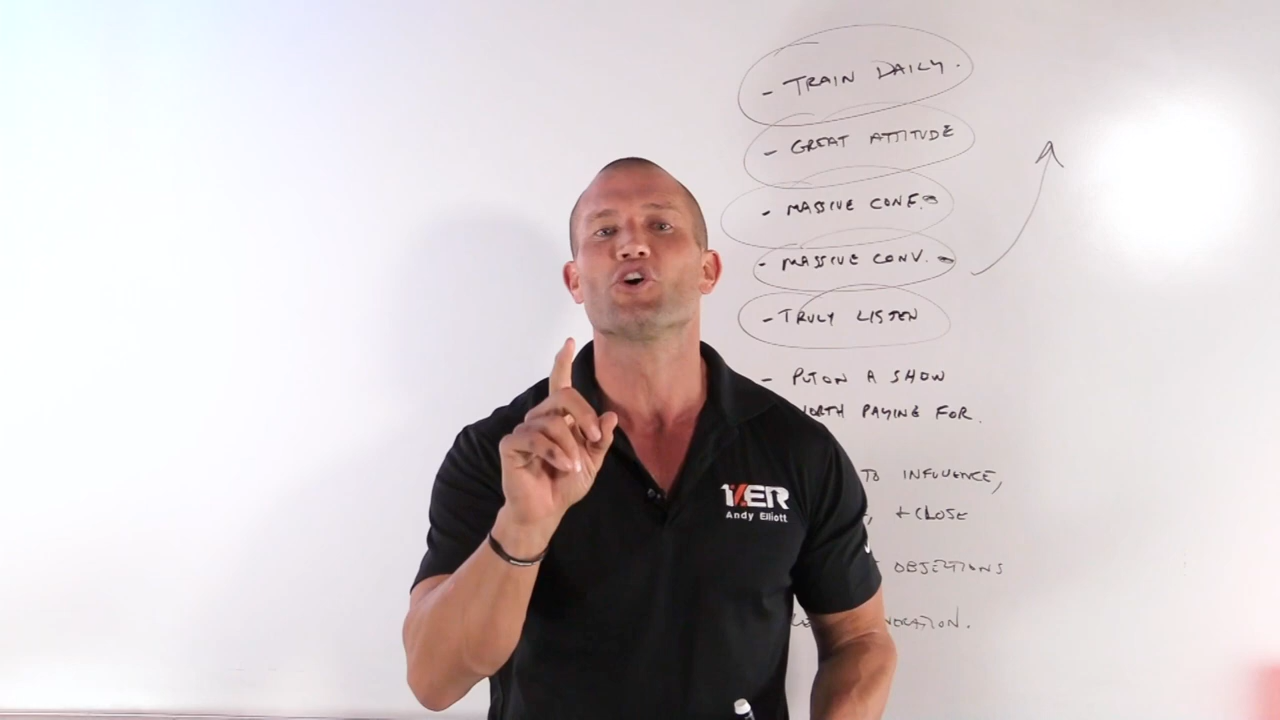 - TRAIN DAILY.
- GREAT ATTITUDE
- MASSIVE CONF.
- MASSIVE CONV.
- TRULY LISTEN
- PUT ON A SHOW
WORTH PAYING FOR.
TO INFLUENCE,
+ CLOSE
OBJECTIONS
1%ER
Andy Elliott